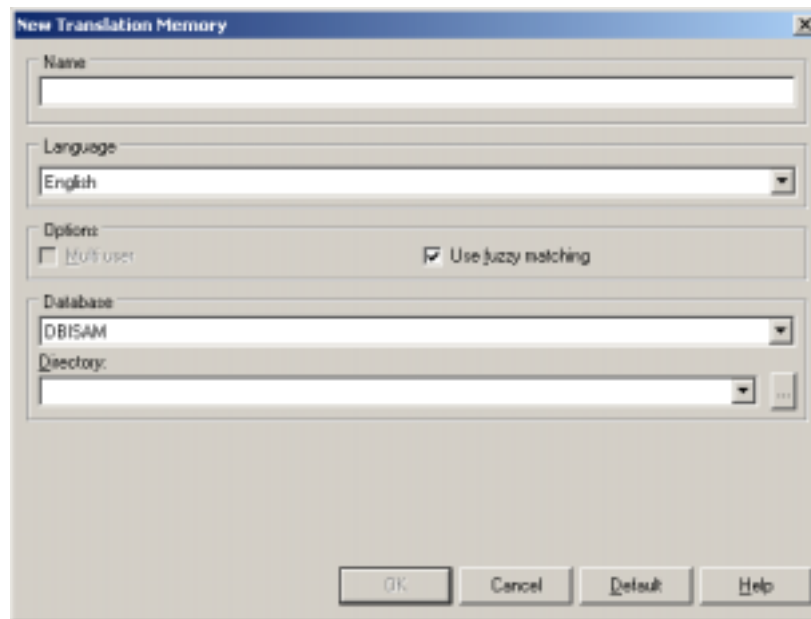 New Translation Memory
Name
Language
English
Options
Multi user Use fuzzy matching
Database
DBISAM
Directory:
...
OK Cancel Default Help